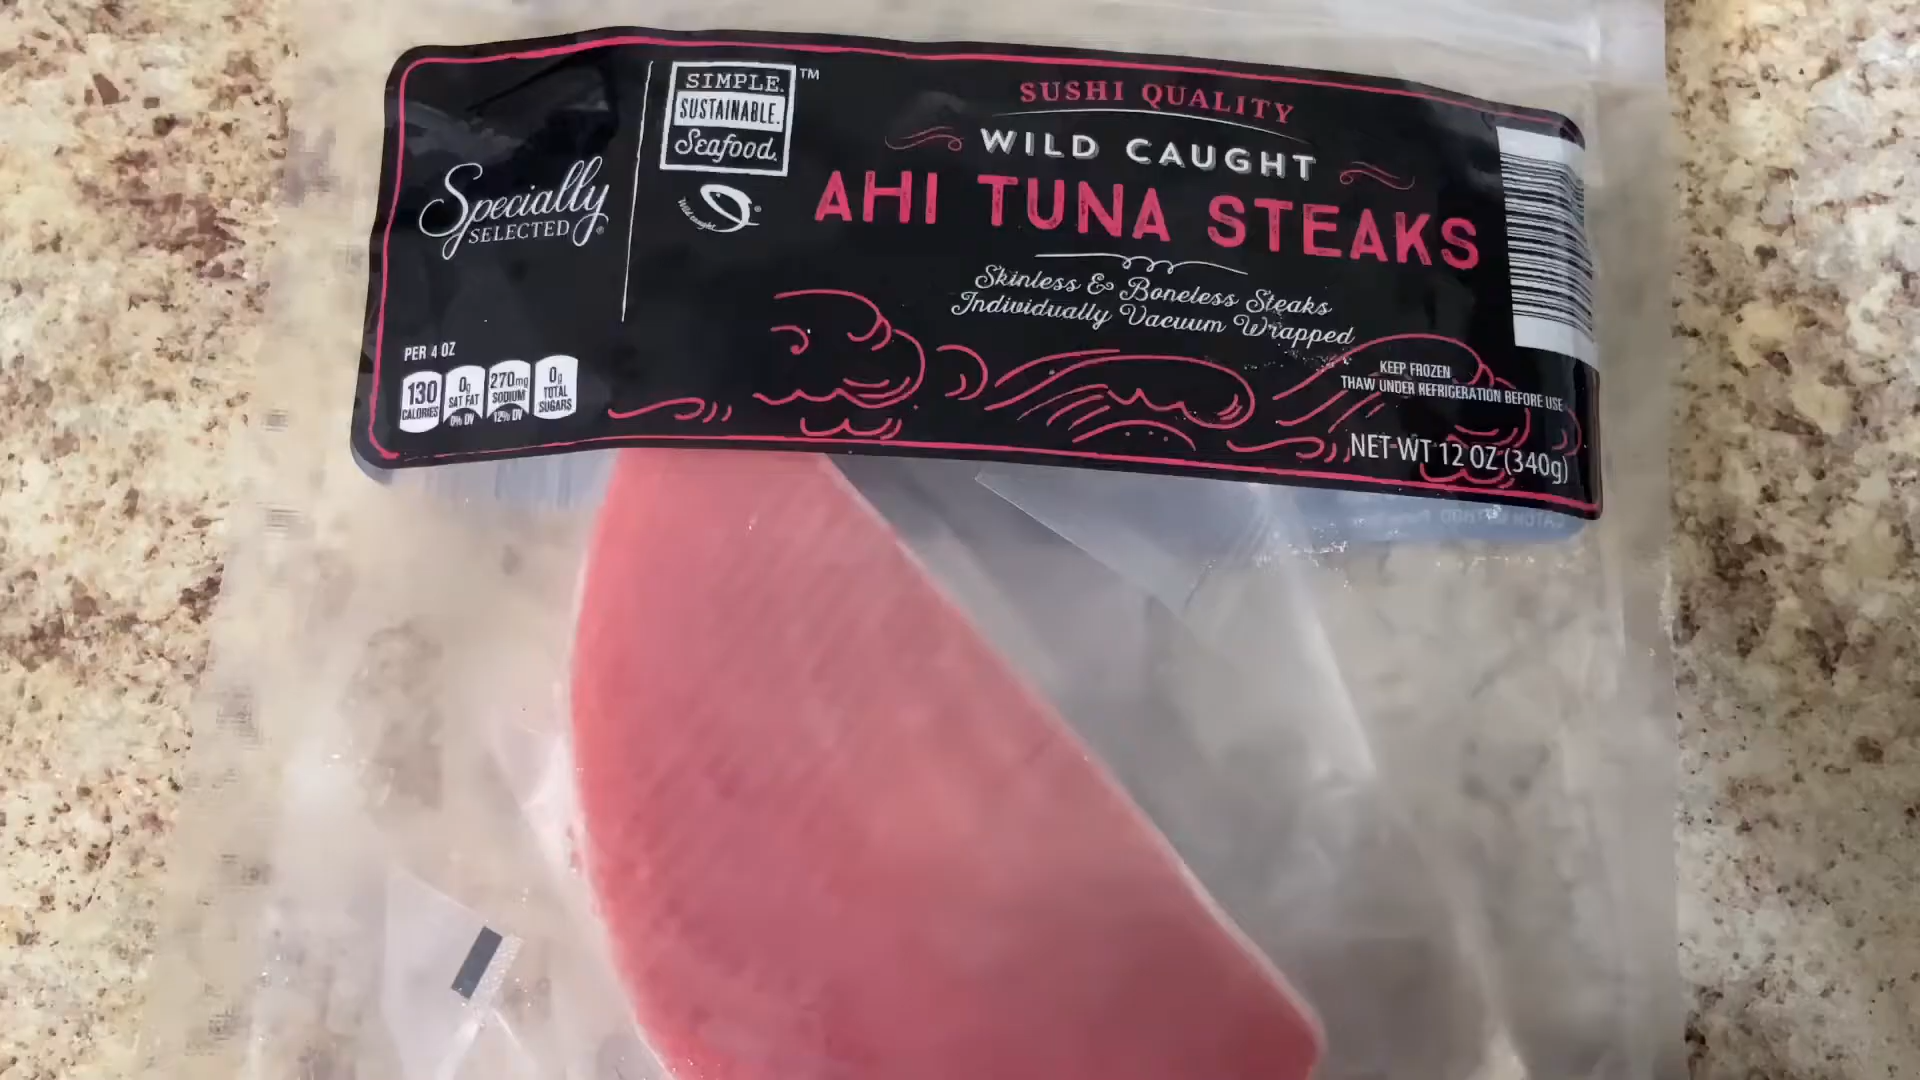 Specially
SELECTED®
SIMPLE.™
SUSTAINABLE.
Seafood.
Wild caught
®
SUSHI QUALITY
WILD CAUGHT
AHI TUNA STEAKS
Skinless & Boneless Steaks
Individually Vacuum Wrapped
PER 4 OZ
130
CALORIES
0g
SAT FAT
0% DV
270mg
SODIUM
12% DV
0g
TOTAL
SUGARS
KEEP FROZEN
THAW UNDER REFRIGERATION BEFORE USE
NET WT 12 OZ (340g)